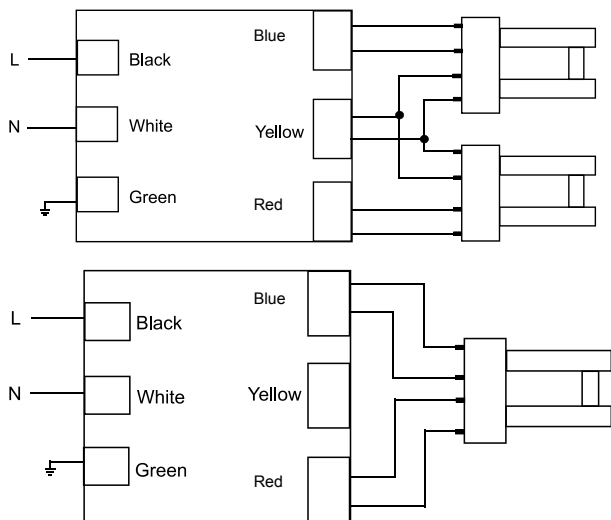 Blue
L
Black
N
White
Yellow
Green
Red
Blue
L
Black
N
White
Yellow
Green
Red